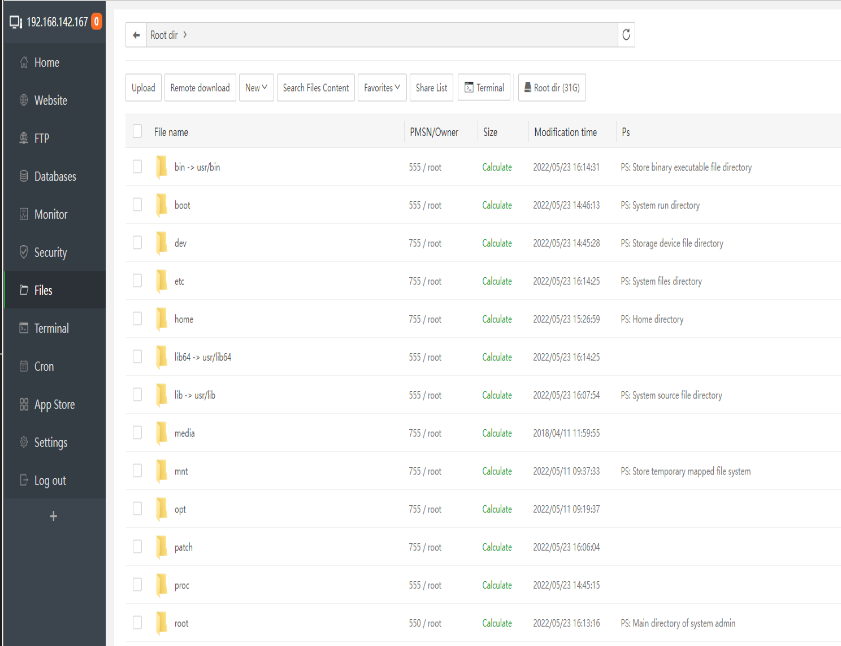 192.168.142.167 0
Home
Website
FTP
Databases
Monitor
Security
Files
Terminal
Cron
App Store
Settings
Log out
+
Root dir
Upload Remote download New Search Files Content Favorites Share List Terminal Root dir (31G)
File name PMSN/Owner Size Modification time Ps
bin -> usr/bin 555 / root Calculate 2022/05/23 16:14:31 PS: Store binary executable file directory
boot 555 / root Calculate 2022/05/23 14:46:13 PS: System run directory
dev 755 / root Calculate 2022/05/23 14:45:28 PS: Storage device file directory
etc 755 / root Calculate 2022/05/23 16:14:25 PS: System files directory
home 755 / root Calculate 2022/05/23 15:26:59 PS: Home directory
lib64 -> usr/lib64 555 / root Calculate 2022/05/23 16:14:25
lib -> usr/lib 555 / root Calculate 2022/05/23 16:07:54 PS: System source file directory
media 755 / root Calculate 2018/04/11 11:59:55
mnt 755 / root Calculate 2022/05/11 09:37:33 PS: Store temporary mapped file system
opt 755 / root Calculate 2022/05/11 09:19:37
patch 755 / root Calculate 2022/05/23 16:06:04
proc 555 / root Calculate 2022/05/23 14:45:15
root 550 / root Calculate 2022/05/23 16:13:16 PS: Main directory of system admin